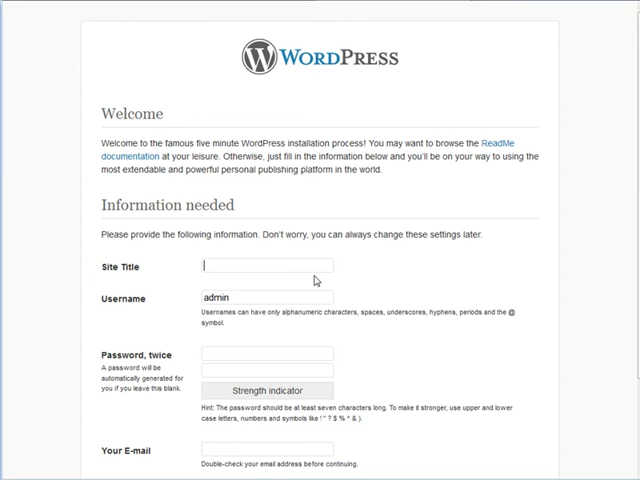 WORDPRESS
Welcome
Welcome to the famous five minute WordPress installation process! You may want to browse the ReadMe
documentation at your leisure. Otherwise, just fill in the information below and you'll be on your way to using the
most extendable and powerful personal publishing platform in the world.
Information needed
Please provide the following information. Don't worry, you can always change these settings later.
Site Title
Username
admin
Usernames can have only alphanumeric characters, spaces, underscores, hyphens, periods and the @
symbol.
Password, twice
A password will be
automatically generated for
you if you leave this blank.
Strength indicator
Hint: The password should be at least seven characters long. To make it stronger, use upper and lower
case letters, numbers and symbols like ! " ? $ % ^ & ).
Your E-mail
Double-check your email address before continuing.